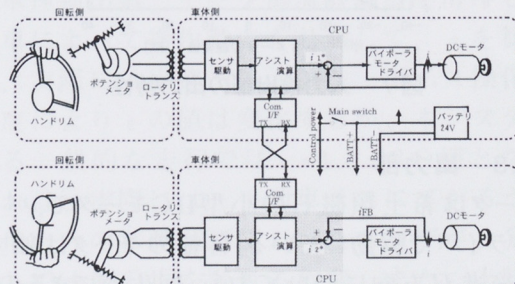 回転側
車体側
CPU
ハンドリム
ポテンショ
メータ
ロータリ
トランス
センサ
駆動
アシスト
演算
i 1*
+
+
−
バイポーラ
モータ
ドライバ
i
DCモータ
Com.
I/F
TX RX
Control power
Main switch
BATT+
BATT−
バッテリ
24V
回転側
車体側
ハンドリム
ポテンショ
メータ
ロータリ
トランス
TX RX
Com.
I/F
センサ
駆動
アシスト
演算
+
−
i 2*
iFB
バイポーラ
モータ
ドライバ
i
DCモータ
CPU